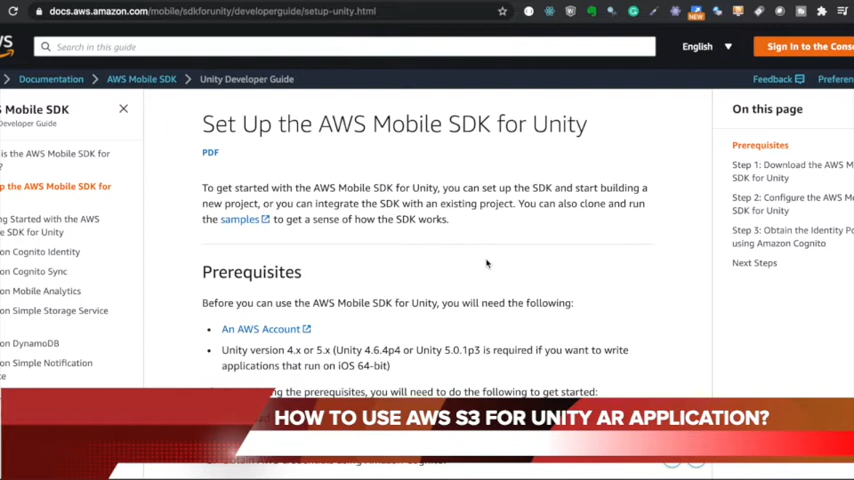 docs.aws.amazon.com/mobile/sdkforunity/developerguide/setup-unity.html
NEW
WS
Search in this guide
English
Sign In to the Cons
Documentation
AWS Mobile SDK
Unity Developer Guide
Feedback
Preferen
S Mobile SDK
Developer Guide
n is the AWS Mobile SDK for
?
p the AWS Mobile SDK for
ng Started with the AWS
e SDK for Unity
on Cognito Identity
on Cognito Sync
on Mobile Analytics
on Simple Storage Service
on DynamoDB
on Simple Notification
ce
Set Up the AWS Mobile SDK for Unity
PDF
To get started with the AWS Mobile SDK for Unity, you can set up the SDK and start building a
new project, or you can integrate the SDK with an existing project. You can also clone and run
the samples to get a sense of how the SDK works.
Prerequisites
Before you can use the AWS Mobile SDK for Unity, you will need the following:
• An AWS Account
• Unity version 4.x or 5.x (Unity 4.6.4p4 or Unity 5.0.1p3 is required if you want to write
applications that run on iOS 64-bit)
ing the prerequisites, you will need to do the following to get started:
On this page
Prerequisites
Step 1: Download the AWS M
SDK for Unity
Step 2: Configure the AWS M
SDK for Unity
Step 3: Obtain the Identity Po
using Amazon Cognito
Next Steps
HOW TO USE AWS S3 FOR UNITY AR APPLICATION?